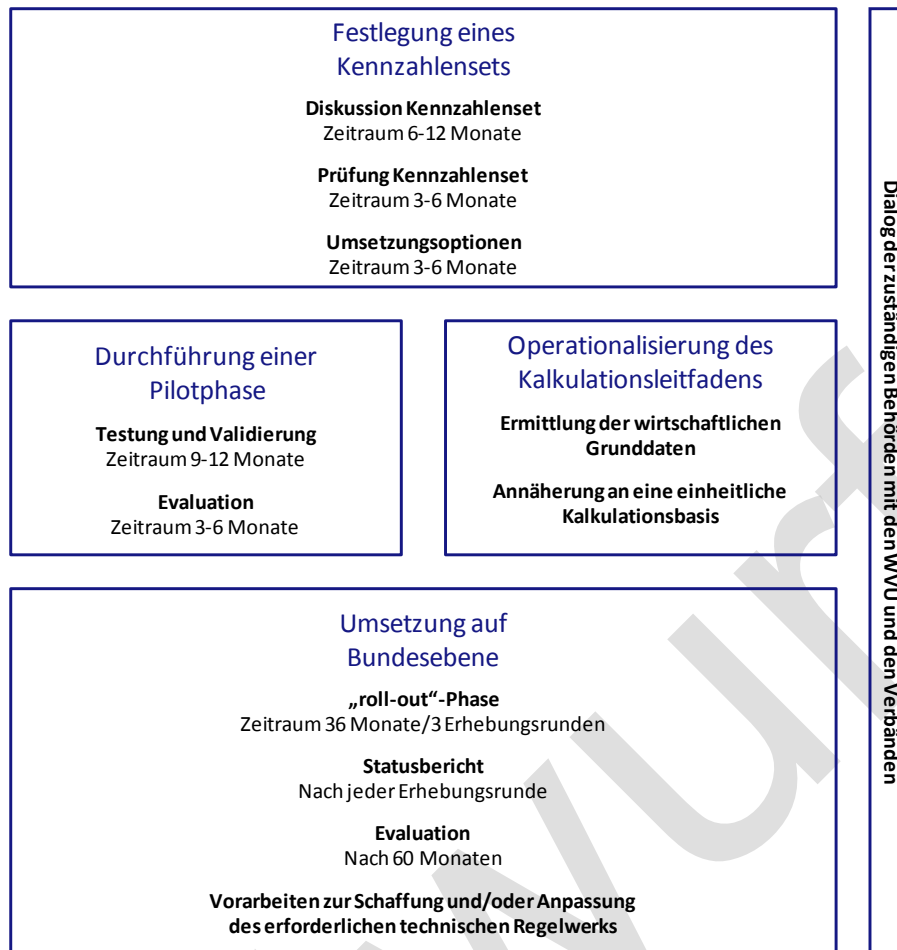 Festlegung eines
Kennzahlensets
Diskussion Kennzahlenset
Zeitraum 6-12 Monate
Prüfung Kennzahlenset
Zeitraum 3-6 Monate
Umsetzungsoptionen
Zeitraum 3-6 Monate
Durchführung einer
Pilotphase
Testung und Validierung
Zeitraum 9-12 Monate
Evaluation
Zeitraum 3-6 Monate
Operationalisierung des
Kalkulationsleitfadens
Ermittlung der wirtschaftlichen
Grunddaten
Annäherung an eine einheitliche
Kalkulationsbasis
Umsetzung auf
Bundesebene
„roll-out“-Phase
Zeitraum 36 Monate/3 Erhebungsrunden
Statusbericht
Nach jeder Erhebungsrunde
Evaluation
Nach 60 Monaten
Vorarbeiten zur Schaffung und/oder Anpassung
des erforderlichen technischen Regelwerks
Dialog der zuständigen Behörden mit den WVU und den Verbänden
wurf